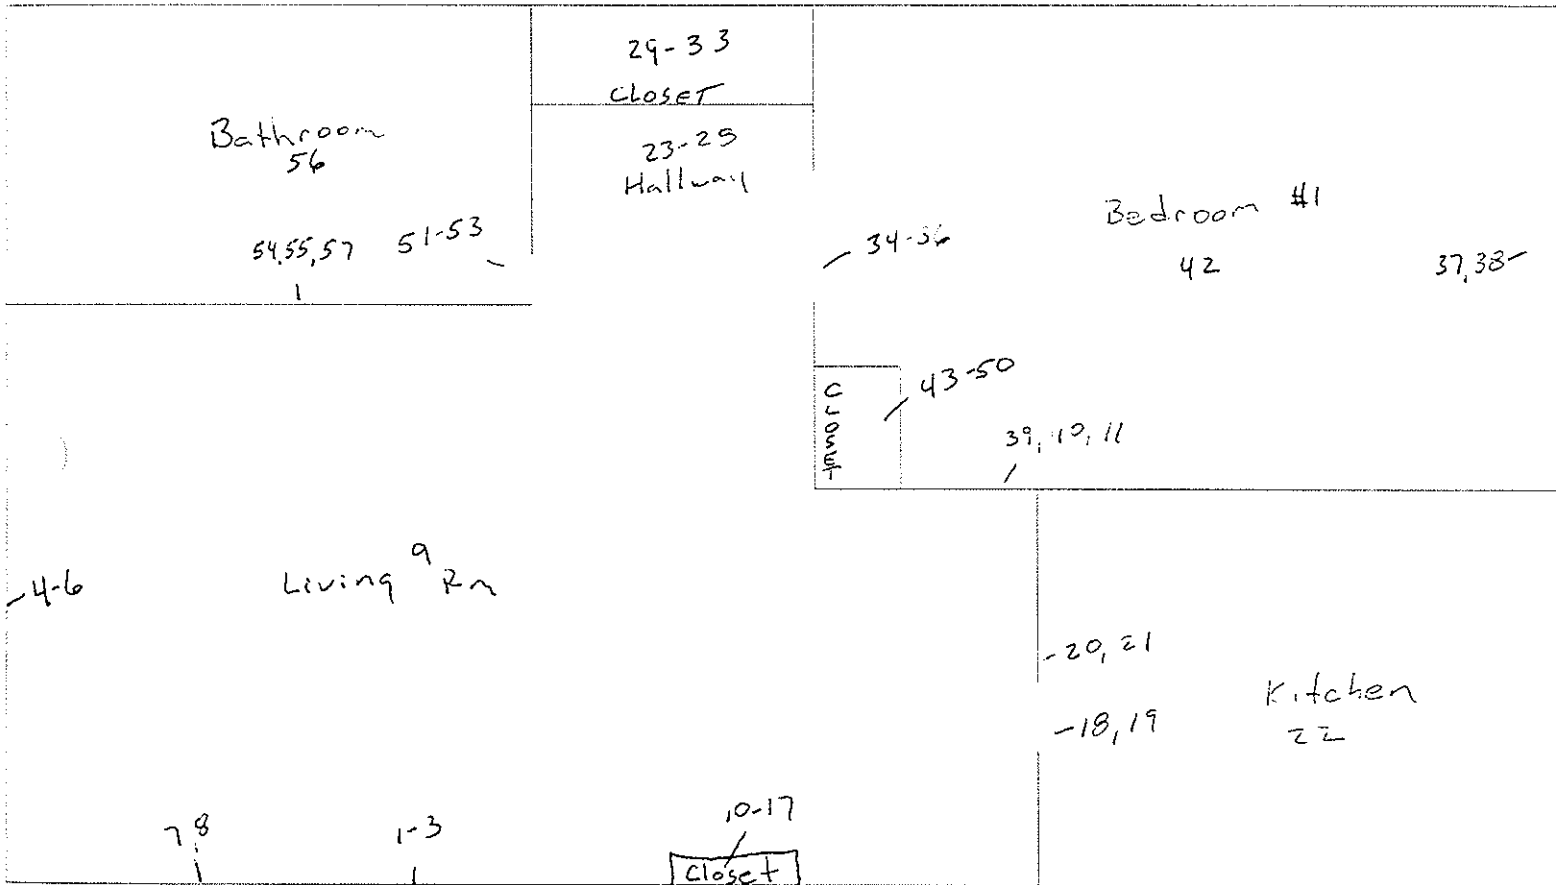 29-33
CLOSET
Bathroom
56
23-25
Hallway
54,55,57
51-53
34-36
Bedroom #1
42
37,38
CLOSET
43-50
39, 10, 11
4-6
Living 9 Rm
20, 21
18, 19
Kitchen
22
7 8
1-3
10-17
Closet